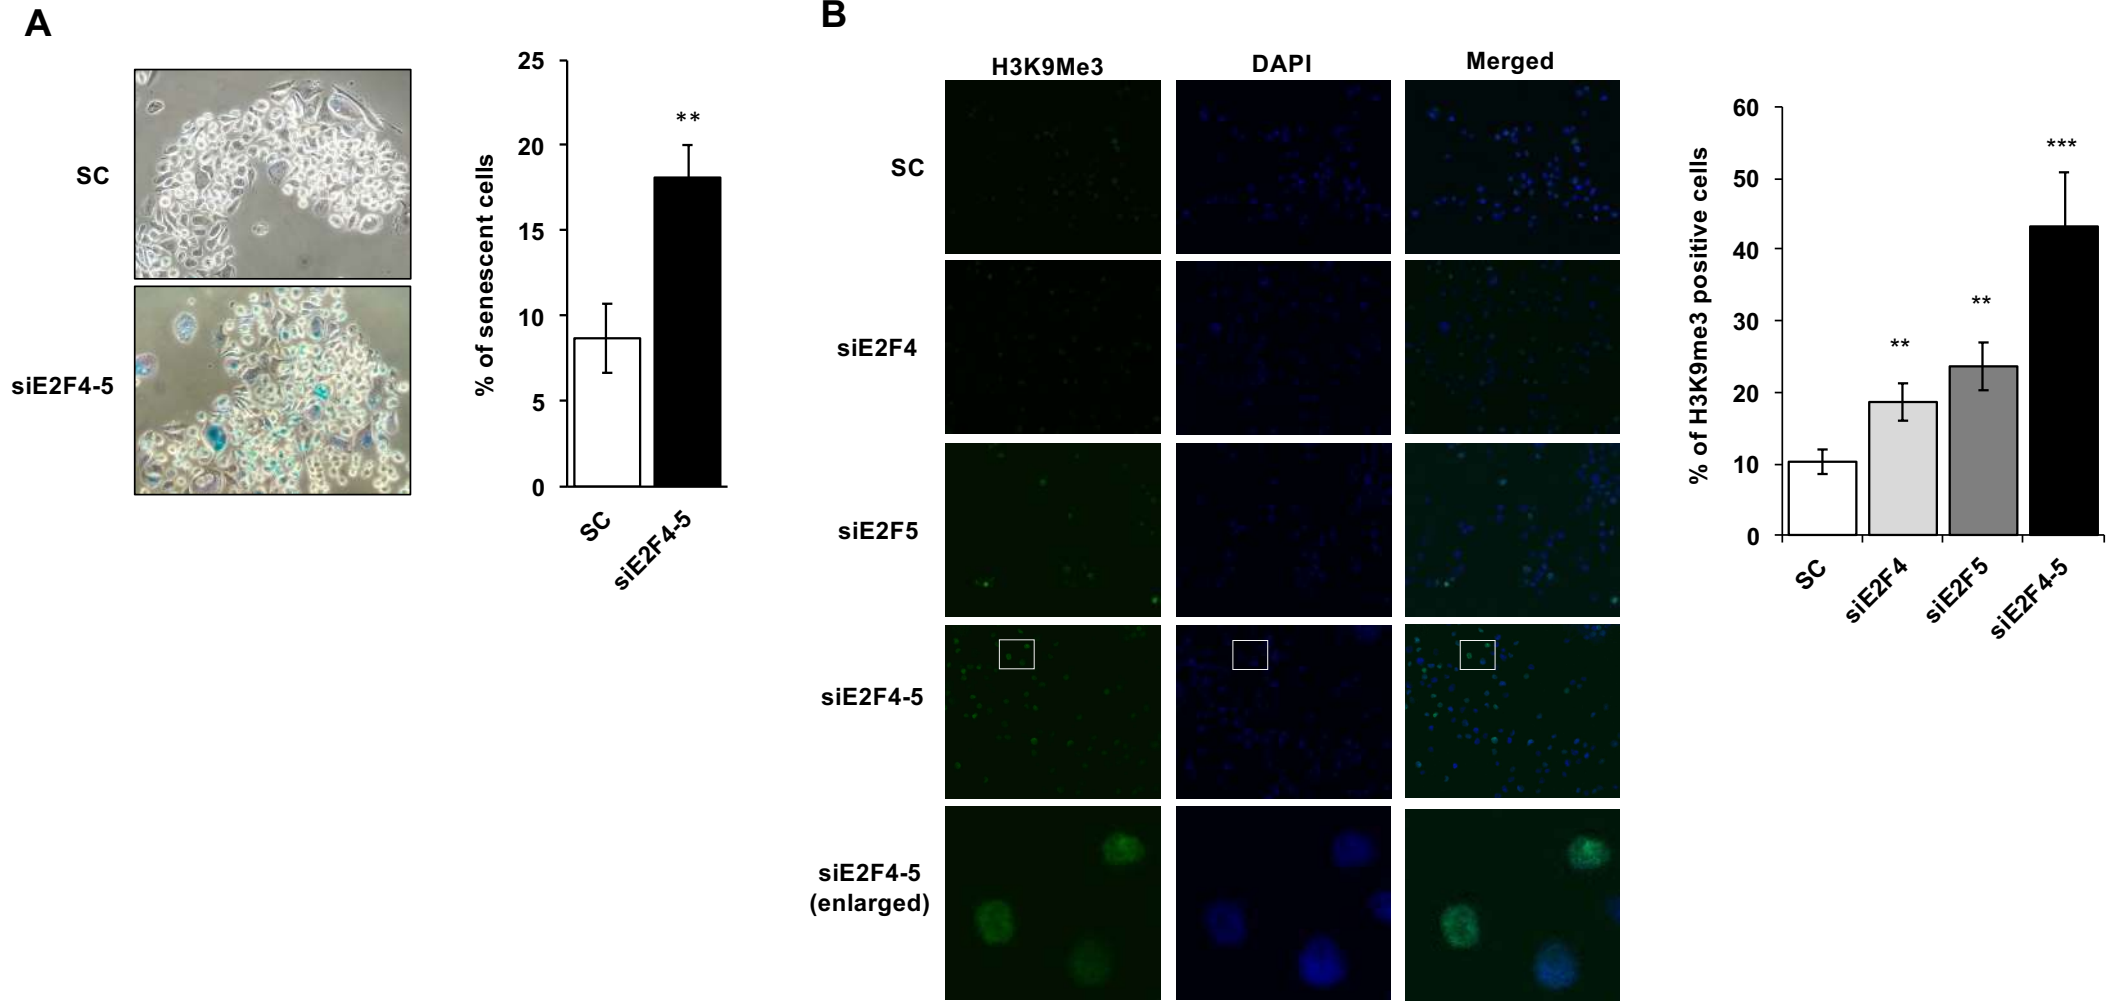 A
SC
siE2F4-5
% of senescent cells
25
20
15
10
5
0
**
SC
siE2F4-5
B
H3K9Me3
DAPI
Merged
SC
siE2F4
siE2F5
siE2F4-5
siE2F4-5
(enlarged)
% of H3K9me3 positive cells
60
50
40
30
20
10
0
**
**
***
SC
siE2F4
siE2F5
siE2F4-5